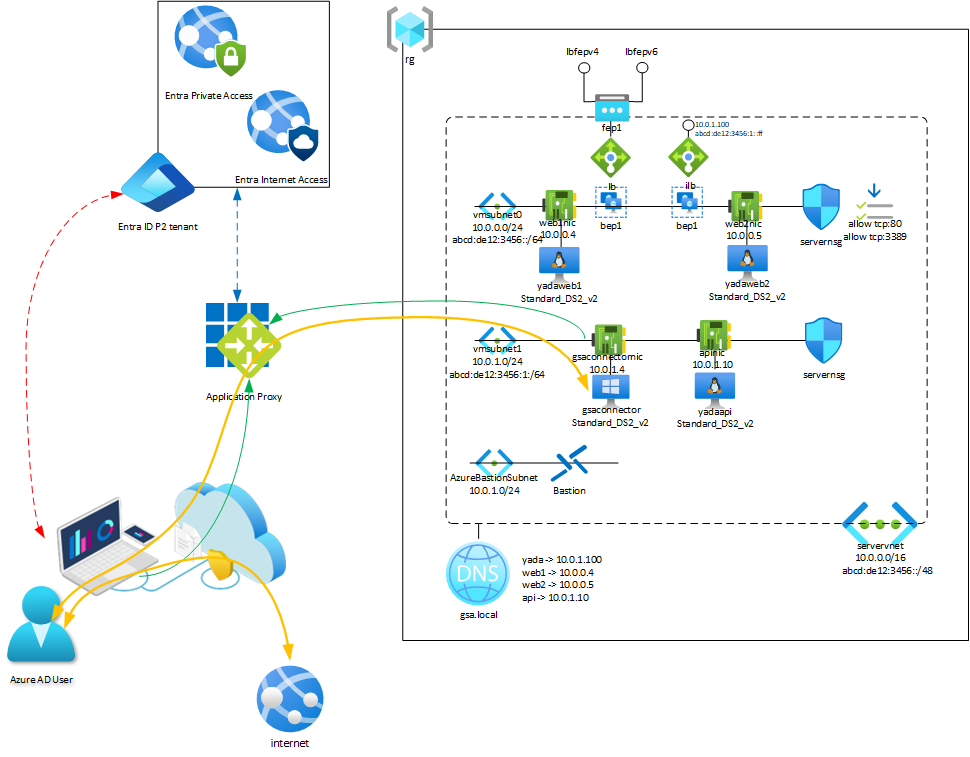 Entra Private Access
Entra Internet Access
Entra ID P2 tenant
Application Proxy
Azure AD User
internet
rg
lbfepv4
lbfepv6
fep1
10.0.1.100
abcd:de12:3456:1::ff
lb
ilb
vmsubnet0
10.0.0.0/24
abcd:de12:3456::/64
web1nic
10.0.0.4
bep1
bep1
web2nic
10.0.0.5
servernsg
allow tcp:80
allow tcp:3389
yadaweb1
Standard_DS2_v2
yadaweb2
Standard_DS2_v2
vmsubnet1
10.0.1.0/24
abcd:de12:3456:1:/64
gsaconnectornic
10.0.1.4
apinic
10.0.1.10
servernsg
gsaconnector
Standard_DS2_v2
yadaapi
Standard_DS2_v2
AzureBastionSubnet
10.0.1.0/24
Bastion
servervnet
10.0.0.0/16
abcd:de12:3456::/48
DNS
gsa.local
yada -> 10.0.1.100
web1 -> 10.0.0.4
web2 -> 10.0.0.5
api -> 10.0.1.10